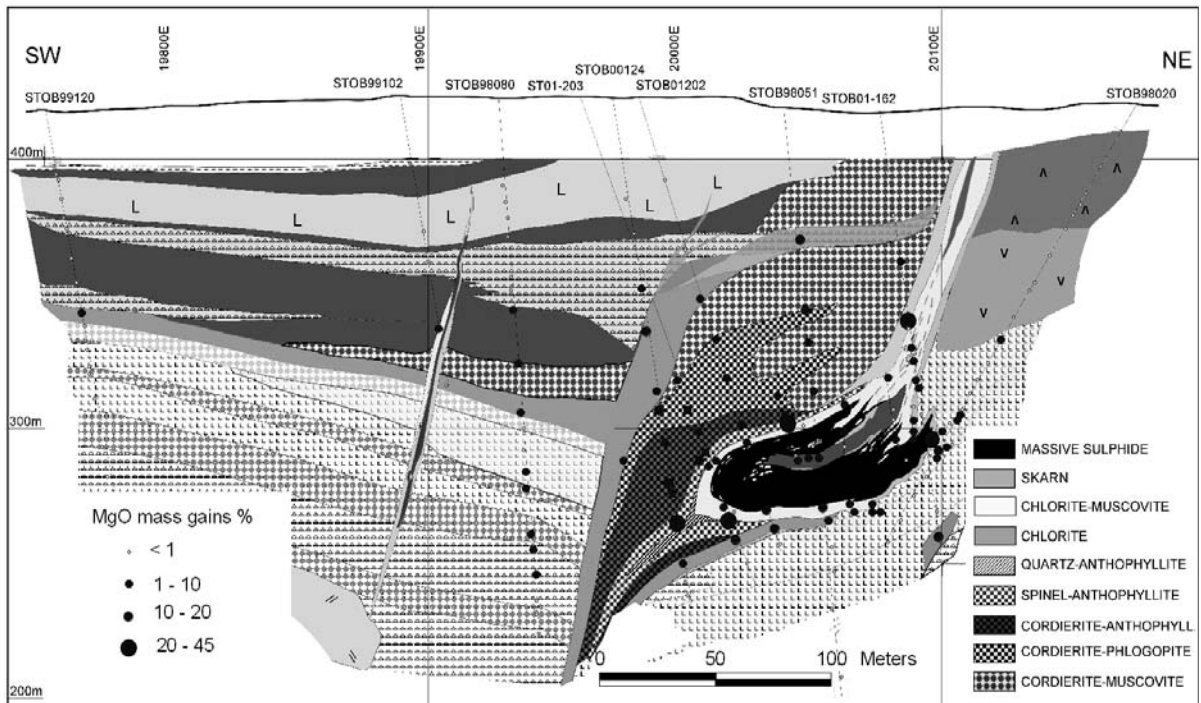 19800E
19900E
20000E
20100E
SW
NE
STOB00124
STOB99120
STOB99102
STOB98080
ST01-203
STOB01202
STOB98051
STOB01-162
STOB98020
400m
L
L
L
L
L
L
^
^
^
v
v
v
300m
200m
MgO mass gains %
< 1
1 - 10
10 - 20
20 - 45
0
50
100
Meters
MASSIVE SULPHIDE
SKARN
CHLORITE-MUSCOVITE
CHLORITE
QUARTZ-ANTHOPHYLLITE
SPINEL-ANTHOPHYLLITE
CORDIERITE-ANTHOPHYLL
CORDIERITE-PHLOGOPITE
CORDIERITE-MUSCOVITE